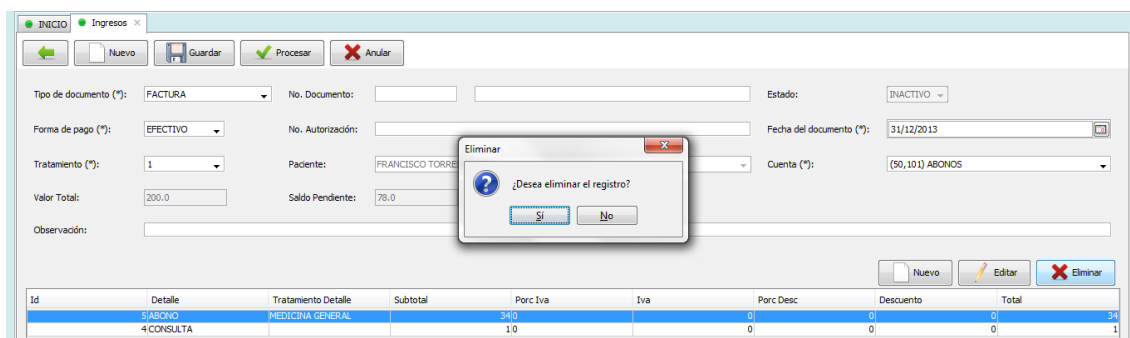 INICIO Ingresos
Nuevo Guardar Procesar Anular
Tipo de documento (*): FACTURA No. Documento: Estado: INACTIVO
Forma de pago (*): EFECTIVO No. Autorización: Fecha del documento (*): 31/12/2013
Eliminar
Tratamiento (*): 1 Paciente: FRANCISCO TORRE Cuenta (*): (50,101) ABONOS
¿Desea eliminar el registro?
Valor Total: 200.0 Saldo Pendiente: 78.0
Sí No
Observación:
Nuevo Editar Eliminar
Id Detalle Tratamiento Detalle Subtotal Porc Iva Iva Porc Desc Descuento Total
5 ABONO MEDICINA GENERAL 34 0 0 0 0 34
4 CONSULTA 1 0 0 0 0 1